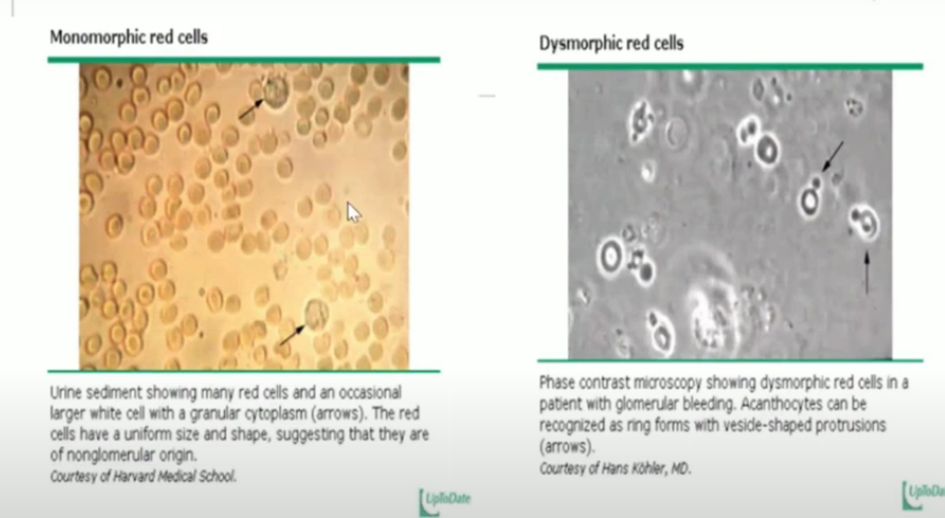 Monomorphic red cells
Urine sediment showing many red cells and an occasional
larger white cell with a granular cytoplasm (arrows). The red
cells have a uniform size and shape, suggesting that they are
of nonglomerular origin.
Courtesy of Harvard Medical School.
UpToDate
Dysmorphic red cells
Phase contrast microscopy showing dysmorphic red cells in a
patient with glomerular bleeding. Acanthocytes can be
recognized as ring forms with vesicle-shaped protrusions
(arrows).
Courtesy of Hans Köhler, MD.
UpToDa